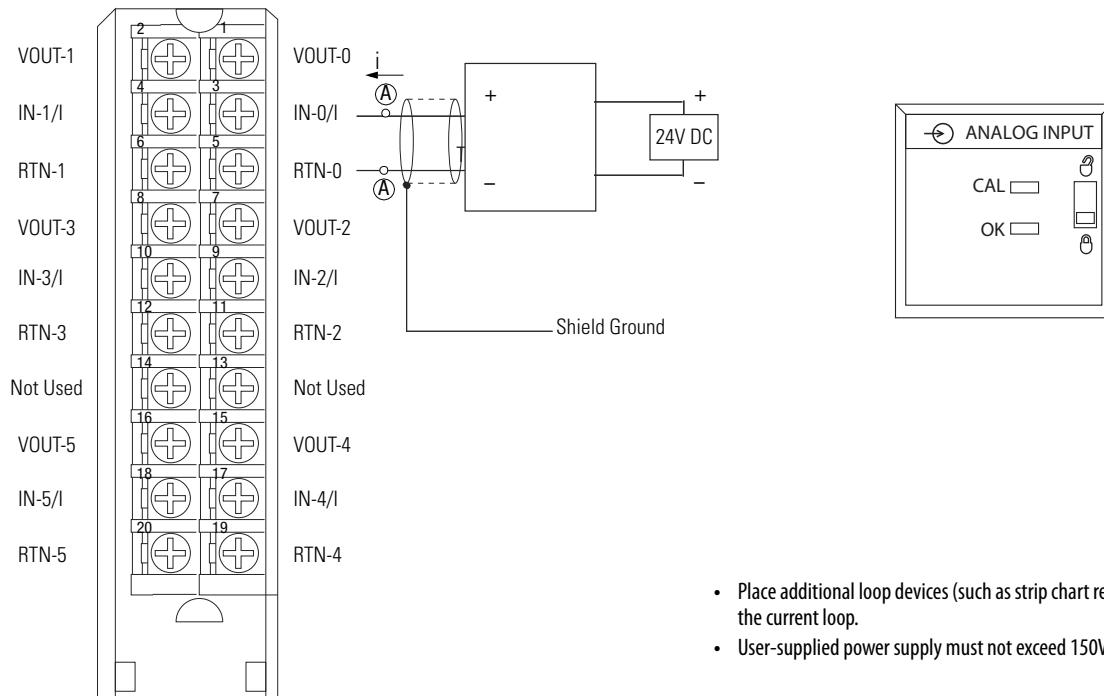 2 1
VOUT-1 VOUT-0
i
4 3
IN-1/I IN-0/I A + +
24V DC
6 5
RTN-1 RTN-0 T – –
A
8 7
VOUT-3 VOUT-2
10 9
IN-3/I IN-2/I
12 11
RTN-3 RTN-2 Shield Ground
14 13
Not Used Not Used
16 15
VOUT-5 VOUT-4
18 17
IN-5/I IN-4/I
20 19
RTN-5 RTN-4
ANALOG INPUT
CAL
OK
• Place additional loop devices (such as strip chart re
the current loop.
• User-supplied power supply must not exceed 150V